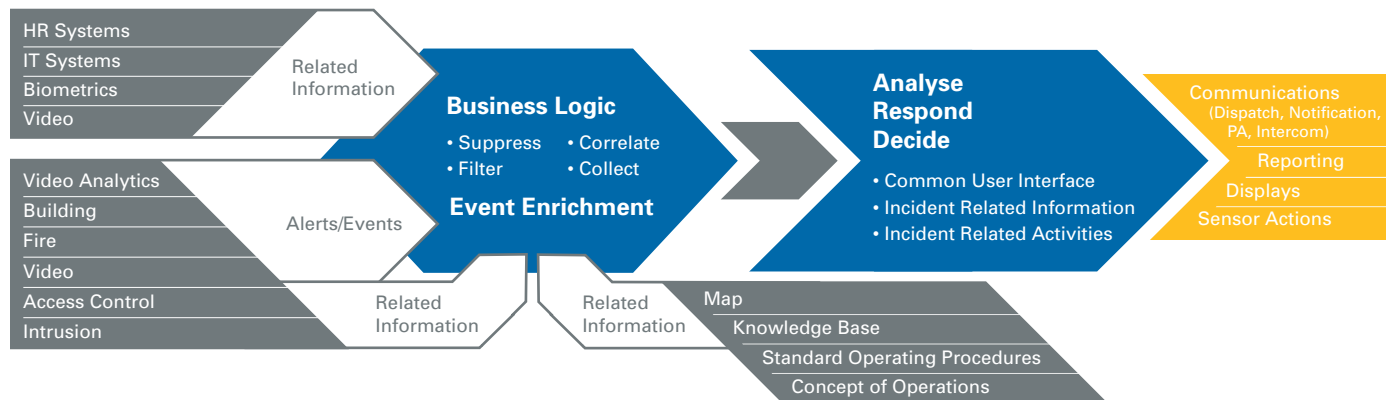 HR Systems
IT Systems
Biometrics
Video
Related
Information
Video Analytics
Building
Fire
Video
Access Control
Intrusion
Alerts/Events
Related
Information
Business Logic
• Suppress • Correlate
• Filter • Collect
Event Enrichment
Related
Information
Map
Knowledge Base
Standard Operating Procedures
Concept of Operations
Analyse
Respond
Decide
• Common User Interface
• Incident Related Information
• Incident Related Activities
Communications
(Dispatch, Notification,
PA, Intercom)
Reporting
Displays
Sensor Actions